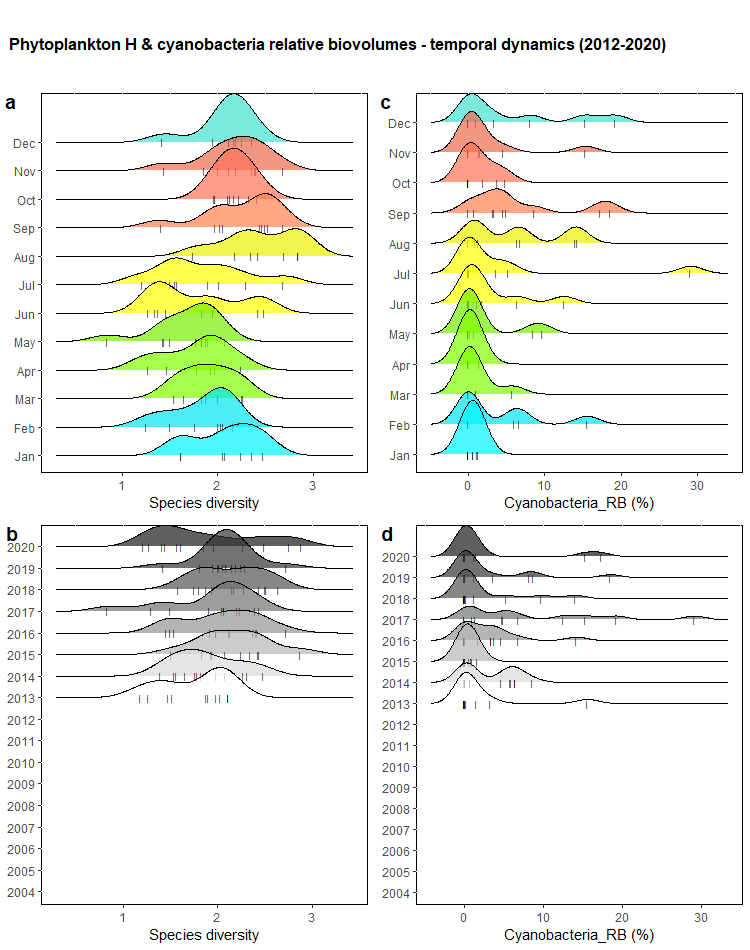 Phytoplankton H & cyanobacteria relative biovolumes - temporal dynamics (2012-2020)
a
Dec
Nov
Oct
Sep
Aug
Jul
Jun
May
Apr
Mar
Feb
Jan
1 2 3
Species diversity
c
Dec
Nov
Oct
Sep
Aug
Jul
Jun
May
Apr
Mar
Feb
Jan
0 10 20 30
Cyanobacteria_RB (%)
b
2020
2019
2018
2017
2016
2015
2014
2013
2012
2011
2010
2009
2008
2007
2006
2005
2004
1 2 3
Species diversity
d
2020
2019
2018
2017
2016
2015
2014
2013
2012
2011
2010
2009
2008
2007
2006
2005
2004
0 10 20 30
Cyanobacteria_RB (%)